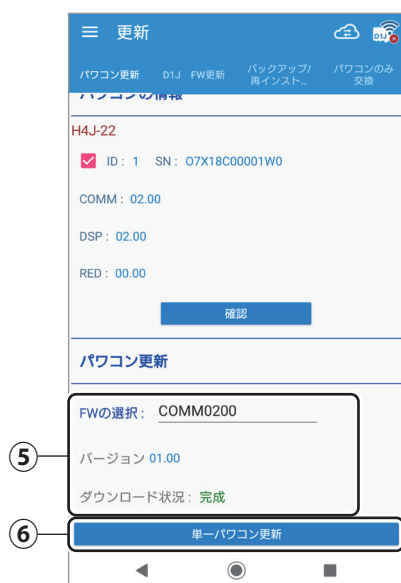 更新
D1J
パワコン更新 D1J FW更新 バックアップ/ パワコンのみ
再インスト... 交換
パワコンの情報
H4J-22
ID: 1 SN: O7X18C00001W0
COMM: 02.00
DSP: 02.00
RED: 00.00
確認
パワコン更新
FWの選択: COMM0200
⑤
バージョン 01.00
ダウンロード状況: 完成
⑥
単一パワコン更新